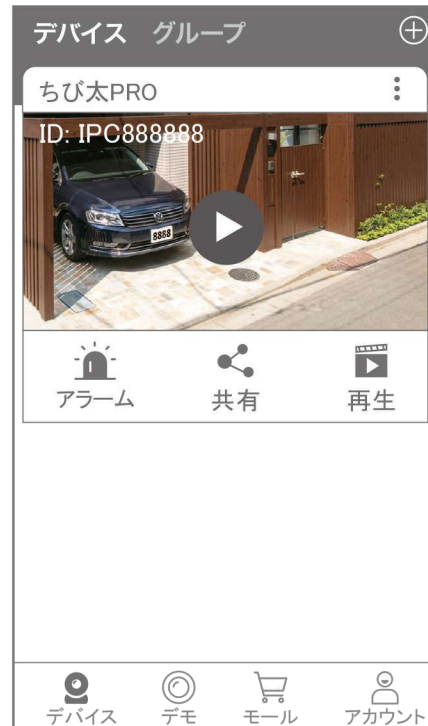 デバイス グループ
ちび太PRO
ID: IPC888888
8888
アラーム 共有 再生
デバイス デモ モール アカウント